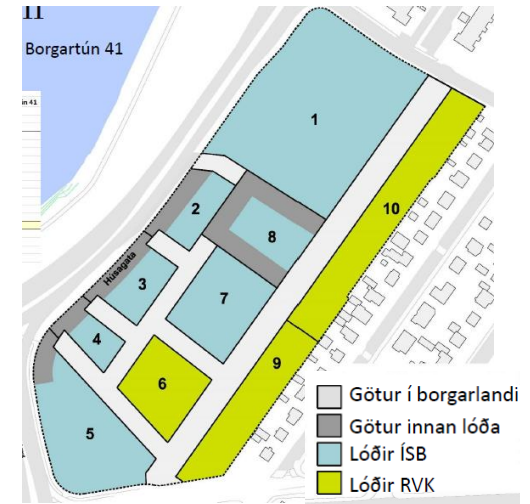 Borgartún 41
1
2
10
8
Húsagata
3
7
4
9
6
5
Götur í borgarlandi
Götur innan lóða
Lóðir ÍSB
Lóðir RVK